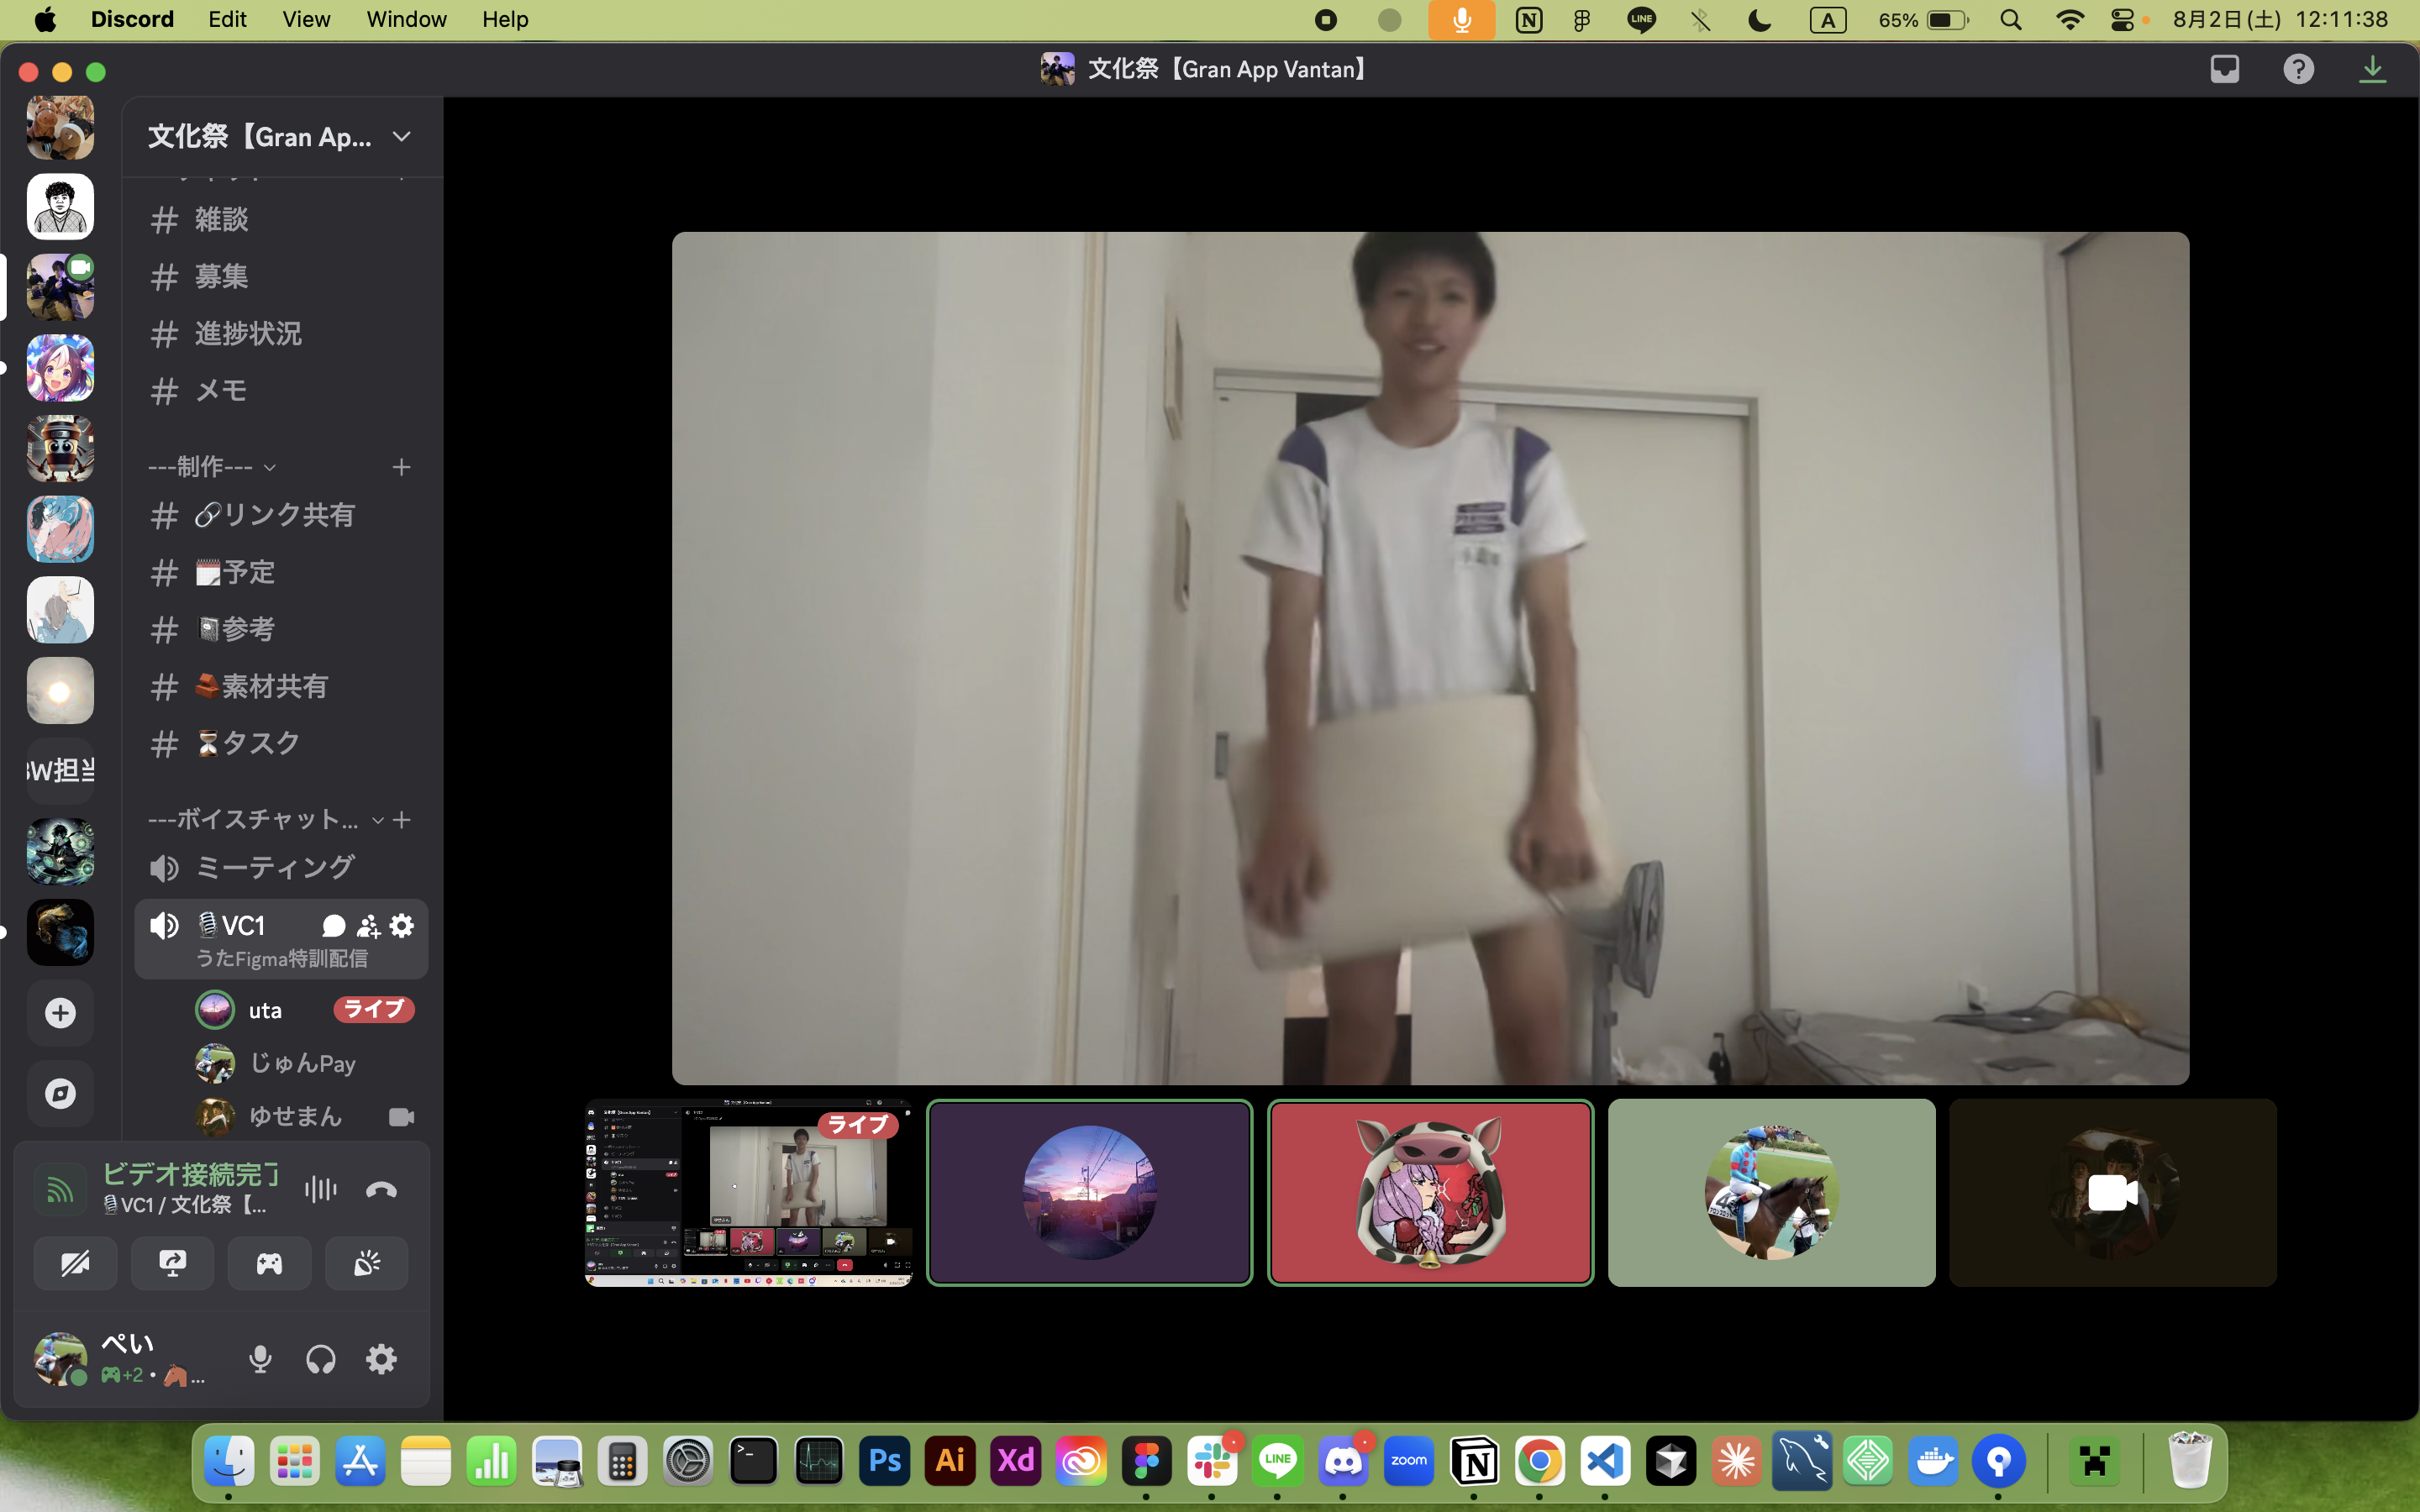 Discord Edit View Window Help
N LINE A 65% 8月2日(土) 12:11:38
文化祭【Gran App Vantan】
文化祭【Gran Ap...
雑談
募集
進捗状況
メモ
---制作---
🔗リンク共有
🗓予定
📓参考
🧱素材共有
⏳タスク
W担当
---ボイスチャット...
ミーティング
🎙VC1
うたFigma特訓配信
uta ライブ
じゅんPay
ゆせまん
ビデオ接続完了
🎙VC1 / 文化祭【...
ぺい
+2・🐴...
ライブ
Ps Ai Xd LINE zoom N